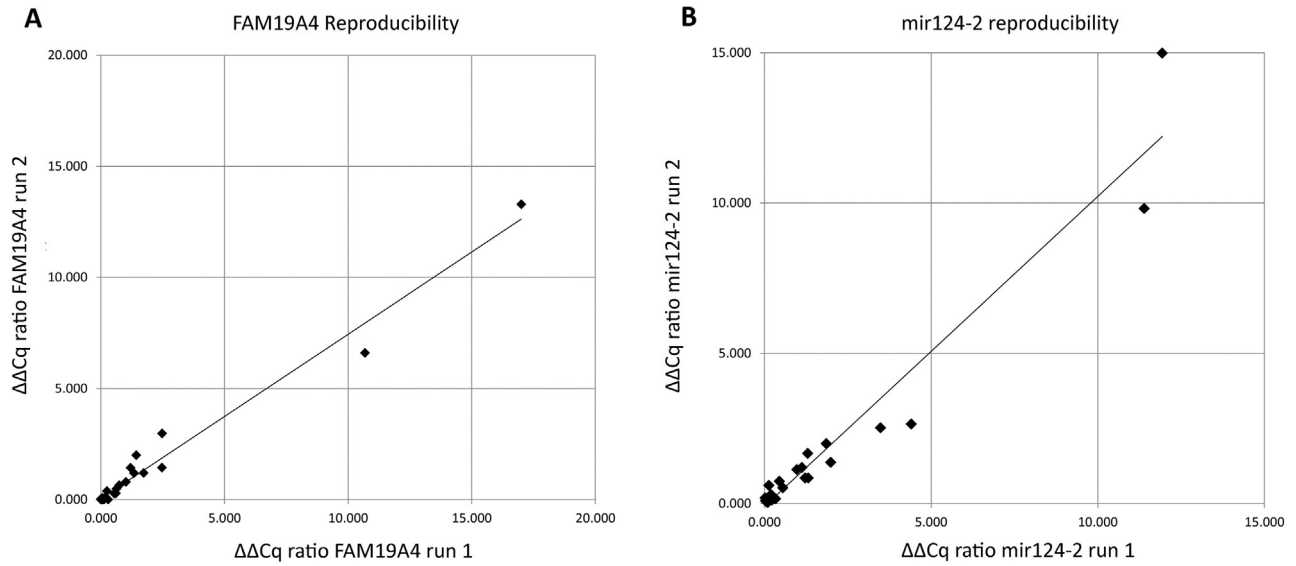 A
FAM19A4 Reproducibility
ΔΔCq ratio FAM19A4 run 2
20.000
15.000
10.000
5.000
0.000
0.000 5.000 10.000 15.000 20.000
ΔΔCq ratio FAM19A4 run 1
B
mir124-2 reproducibility
ΔΔCq ratio mir124-2 run 2
15.000
10.000
5.000
0.000
0.000 5.000 10.000 15.000
ΔΔCq ratio mir124-2 run 1